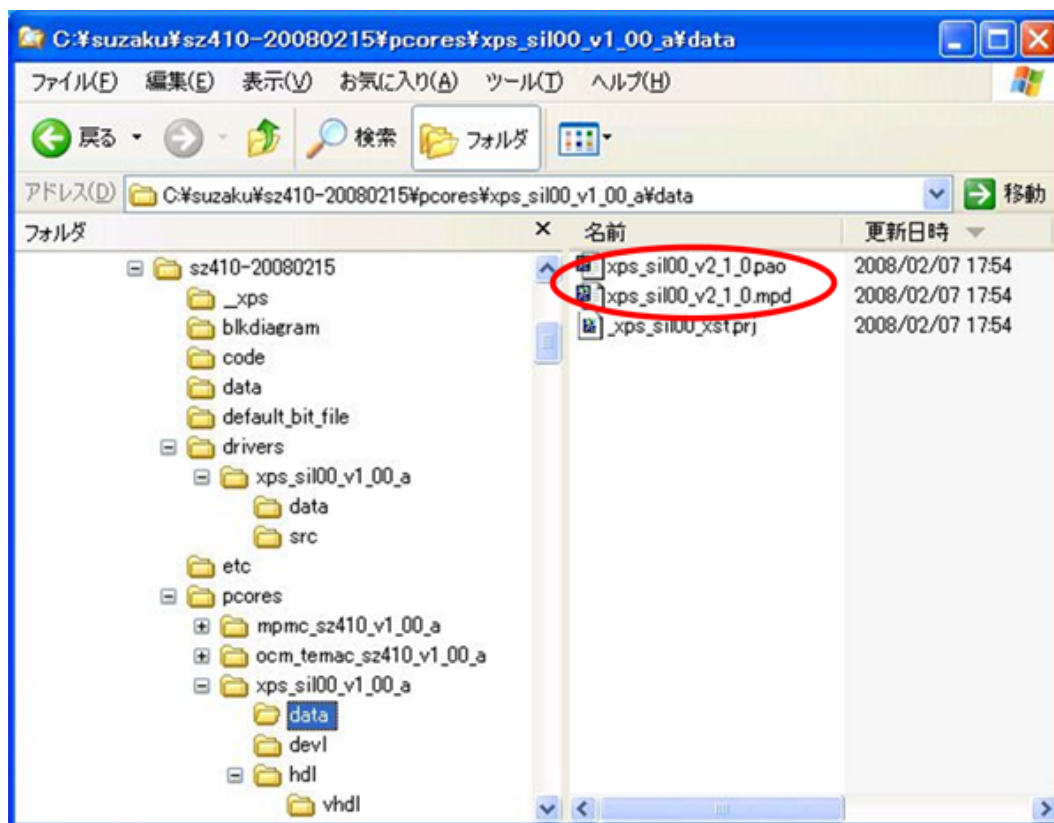 C:¥suzaku¥sz410-20080215¥pcores¥xps_sil00_v1_00_a¥data
ファイル(F) 編集(E) 表示(V) お気に入り(A) ツール(T) ヘルプ(H)
戻る 検索 フォルダ
アドレス(D) C:¥suzaku¥sz410-20080215¥pcores¥xps_sil00_v1_00_a¥data 移動
フォルダ × 名前 更新日時
sz410-20080215
_xps
blkdiagram
code
data
default_bit_file
drivers
xps_sil00_v1_00_a
data
src
etc
pcores
mpmc_sz410_v1_00_a
ocm_temac_sz410_v1_00_a
xps_sil00_v1_00_a
data
devl
hdl
vhdl
xps_sil00_v2_1_0.pao 2008/02/07 17:54
xps_sil00_v2_1_0.mpd 2008/02/07 17:54
_xps_sil00_xst.prj 2008/02/07 17:54